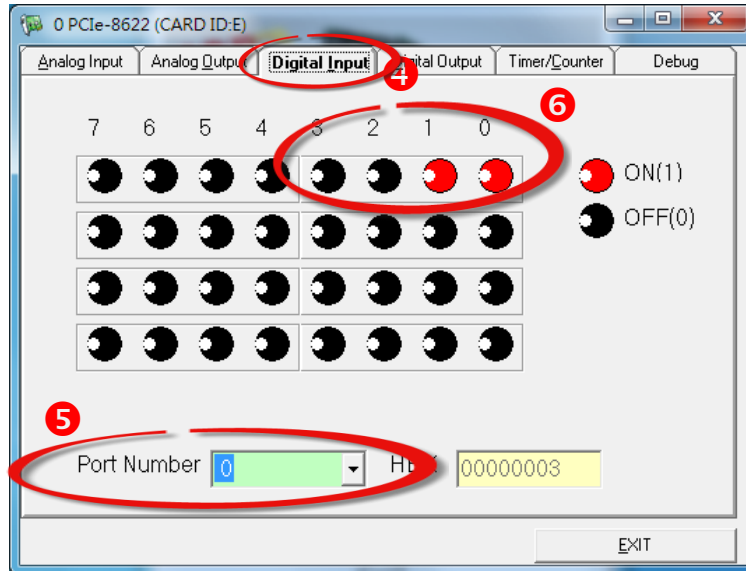 0 PCIe-8622 (CARD ID:E)
Analog Input Analog Output Digital Input Digital Output Timer/Counter Debug
4
6
7 6 5 4 3 2 1 0
ON(1)
OFF(0)
5
Port Number 0 HEX 00000003
EXIT